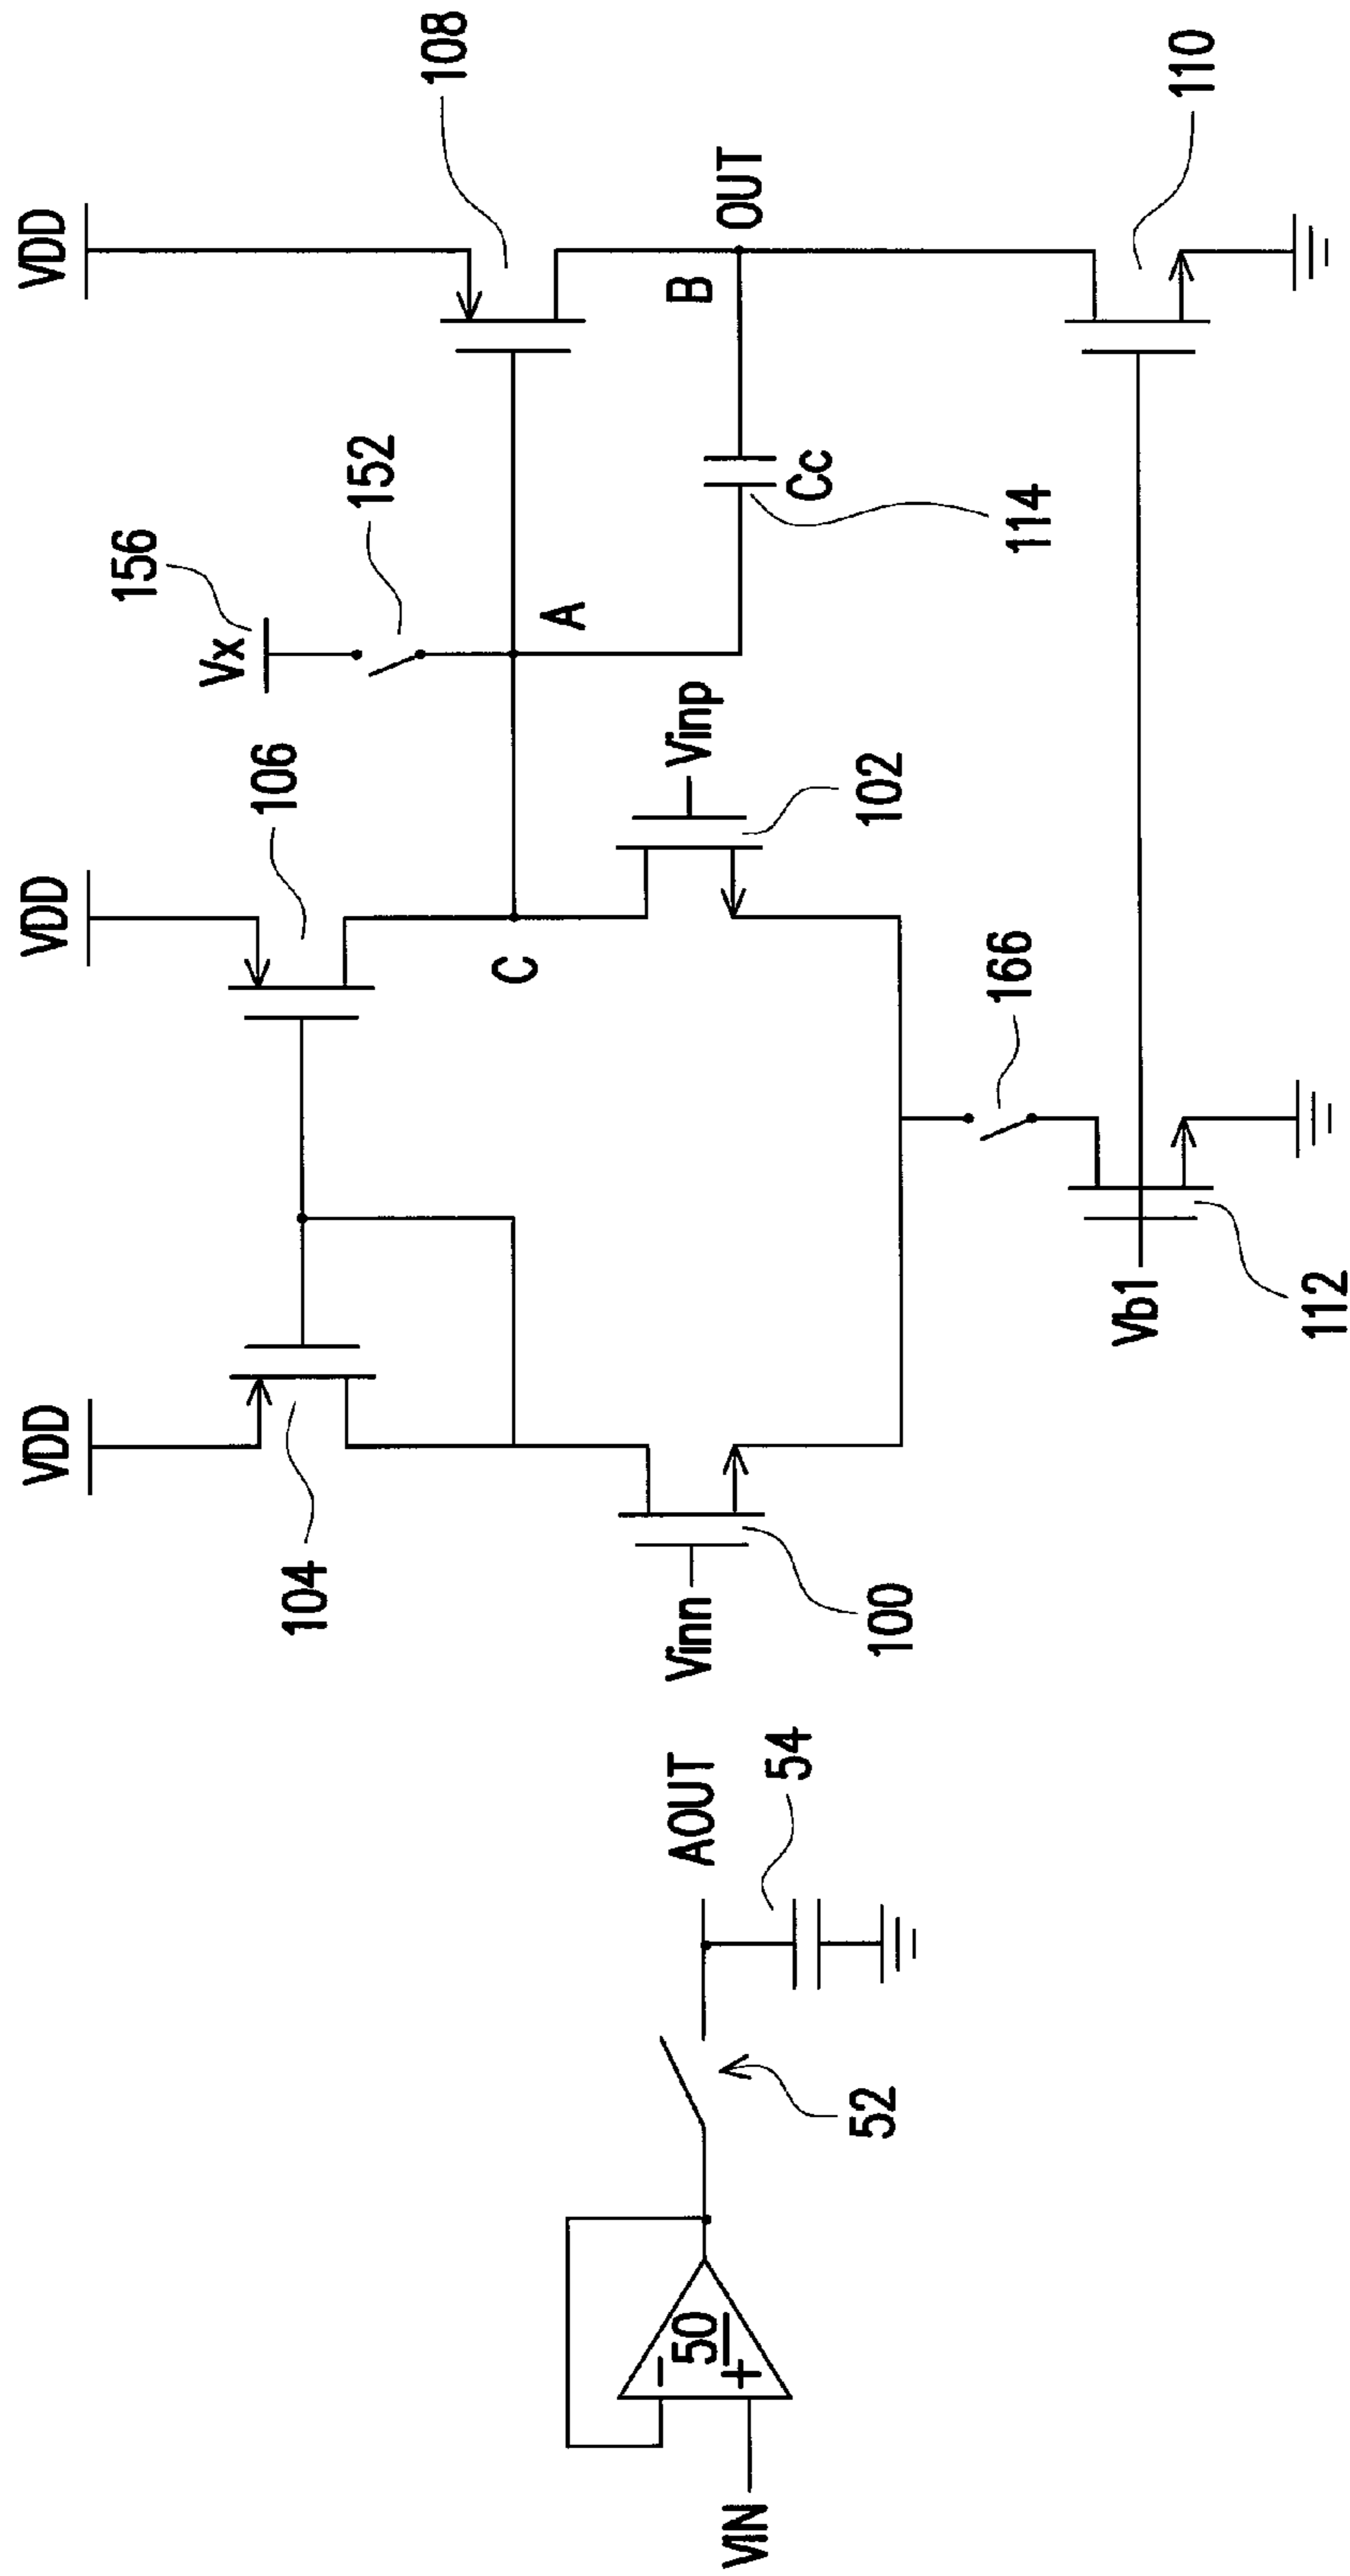 VDD
VDD
VDD
104
106
108
156
Vx
152
C
A
B
OUT
Cc
114
Vinn
100
Vinp
102
166
Vb1
112
110
VIN
50
−
+
52
54
AOUT